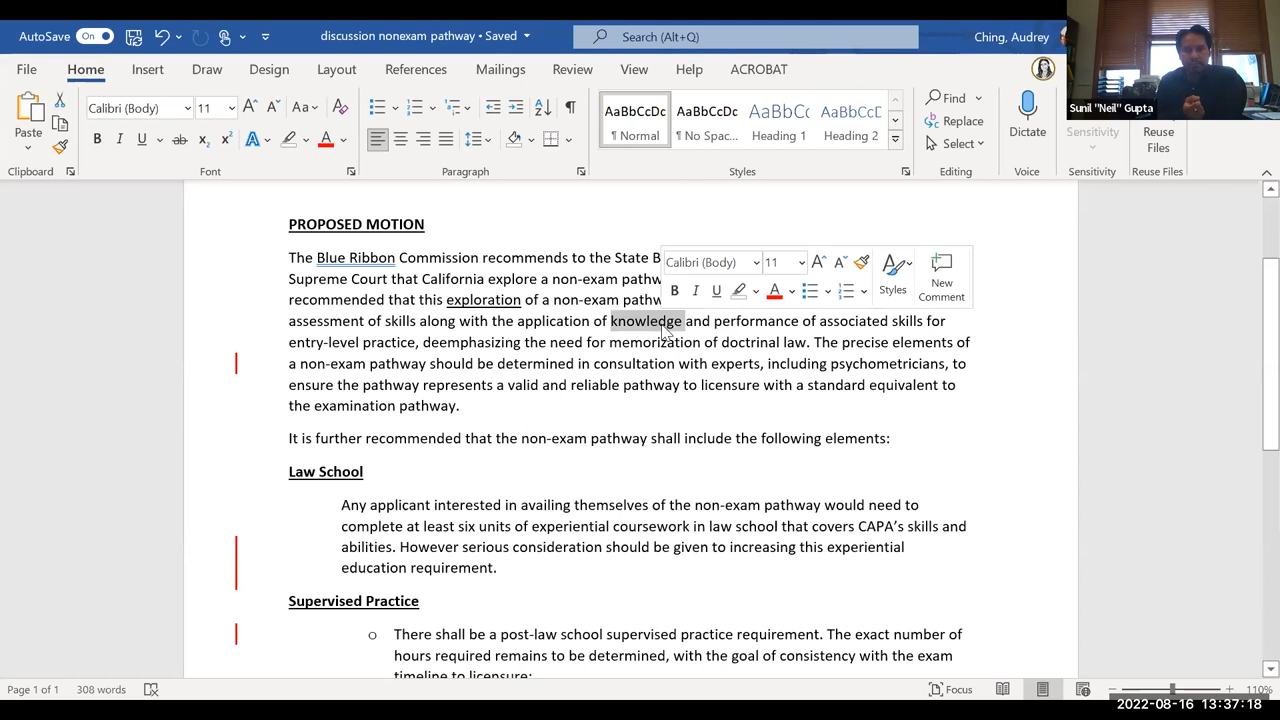 AutoSave On discussion nonexam pathway • Saved Search (Alt+Q) Ching, Audrey
File Home Insert Draw Design Layout References Mailings Review View Help ACROBAT
Sunil "Neil" Gupta
Calibri (Body) 11 Aa
AaBbCcDc AaBbCcDc AaBbCc AaBbCcD
Find
Replace
Select
Paste
B I U ab x₂ x² A A
¶ Normal ¶ No Spac... Heading 1 Heading 2
Dictate Sensitivity Reuse Files
Clipboard Font Paragraph Styles Editing Voice Sensitivity Reuse Files
PROPOSED MOTION
The Blue Ribbon Commission recommends to the State B
Supreme Court that California explore a non-exam pathw
recommended that this exploration of a non-exam pathw
assessment of skills along with the application of knowledge and performance of associated skills for
entry-level practice, deemphasizing the need for memorization of doctrinal law. The precise elements of
a non-exam pathway should be determined in consultation with experts, including psychometricians, to
ensure the pathway represents a valid and reliable pathway to licensure with a standard equivalent to
the examination pathway.
Calibri (Body) 11
B I U A Styles New Comment
It is further recommended that the non-exam pathway shall include the following elements:
Law School
Any applicant interested in availing themselves of the non-exam pathway would need to
complete at least six units of experiential coursework in law school that covers CAPA's skills and
abilities. However serious consideration should be given to increasing this experiential
education requirement.
Supervised Practice
o There shall be a post-law school supervised practice requirement. The exact number of
hours required remains to be determined, with the goal of consistency with the exam
timeline to licensure;
Page 1 of 1 308 words Focus 110%
2022-08-16 13:37:18